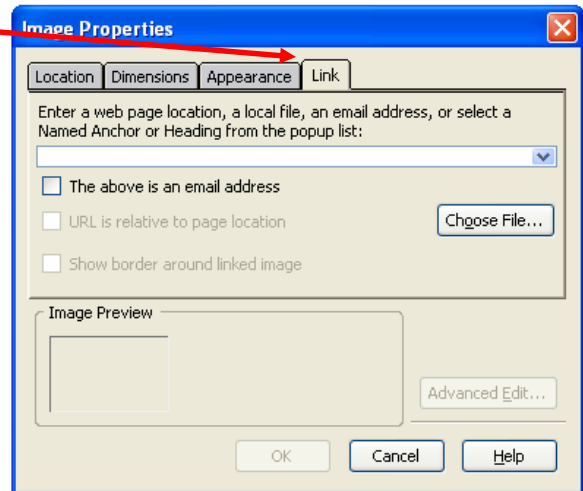 Image Properties
Location Dimensions Appearance Link
Enter a web page location, a local file, an email address, or select a
Named Anchor or Heading from the popup list:
The above is an email address
URL is relative to page location
Choose File...
Show border around linked image
Image Preview
Advanced Edit...
OK Cancel Help